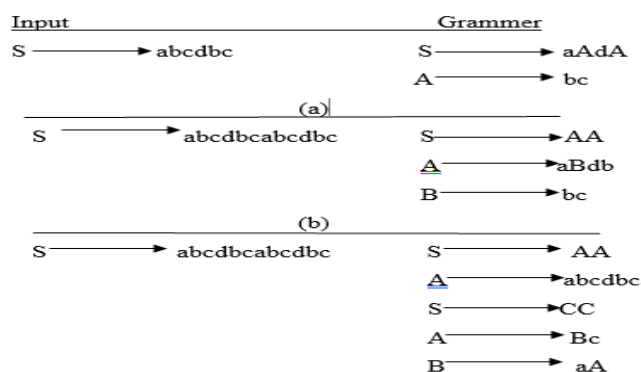 Input Grammer
S → abcdbc S → aAdA
A → bc
(a)
S → abcdbcabcdbc S → AA
A → aBdb
B → bc
(b)
S → abcdbcabcdbc S → AA
A → abcdbc
S → CC
A → Bc
B → aA